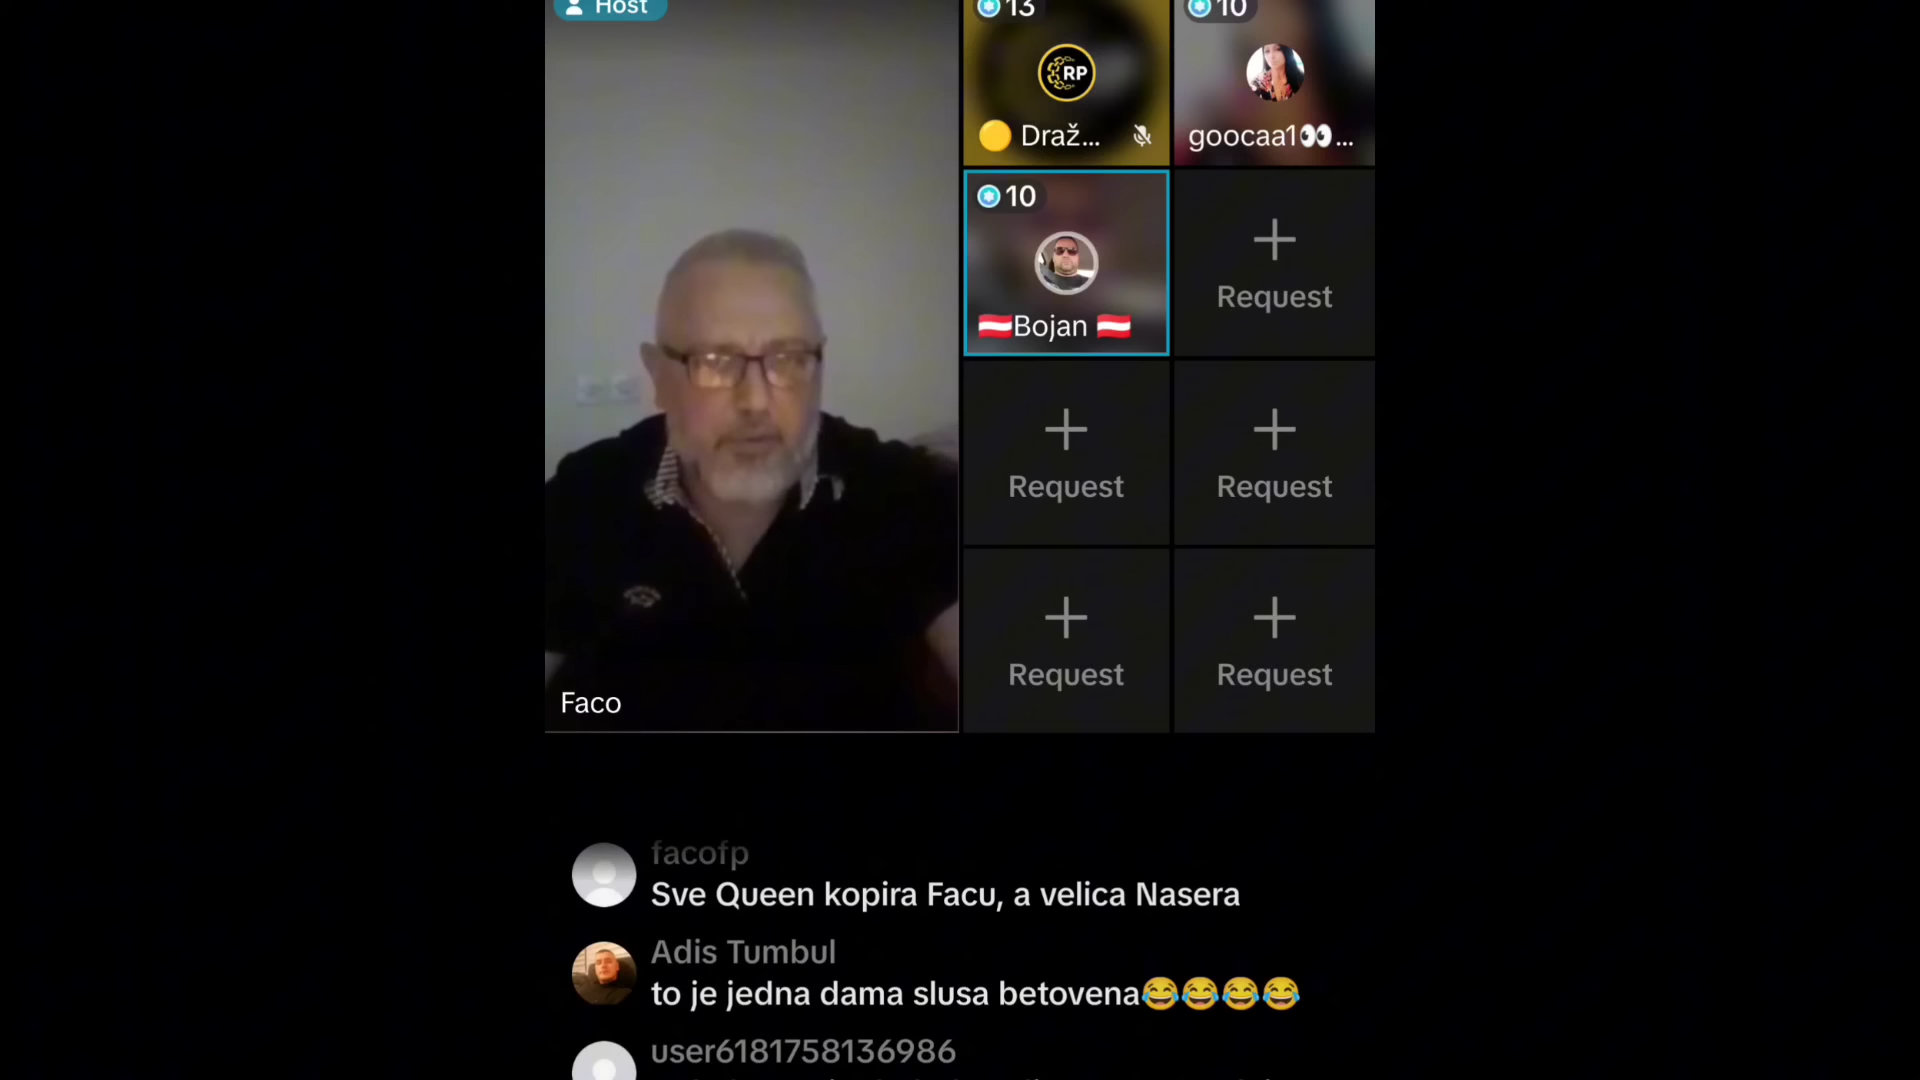 Host
13
10
RP
Draž...
goocaa1👀...
10
🇦🇹Bojan 🇦🇹
Request
Request
Request
Request
Request
Faco
facofp
Sve Queen kopira Facu, a velica Nasera
Adis Tumbul
to je jedna dama slusa betovena😂😂😂😂
user6181758136986